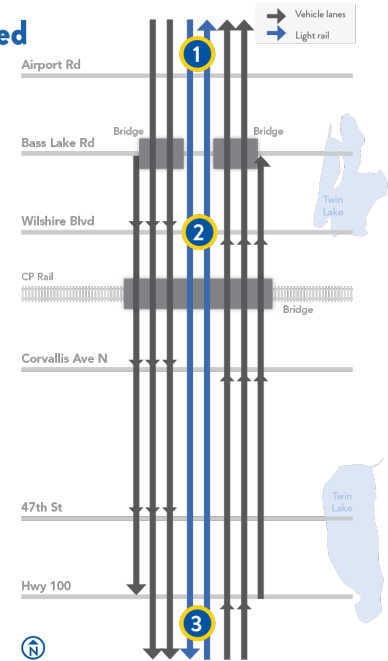 ed
Vehicle lanes
Light rail
1
Airport Rd
Bridge
Bridge
Bass Lake Rd
Twin
Lake
Wilshire Blvd
2
CP Rail
Bridge
Corvallis Ave N
Twin
Lake
47th St
Hwy 100
3
N